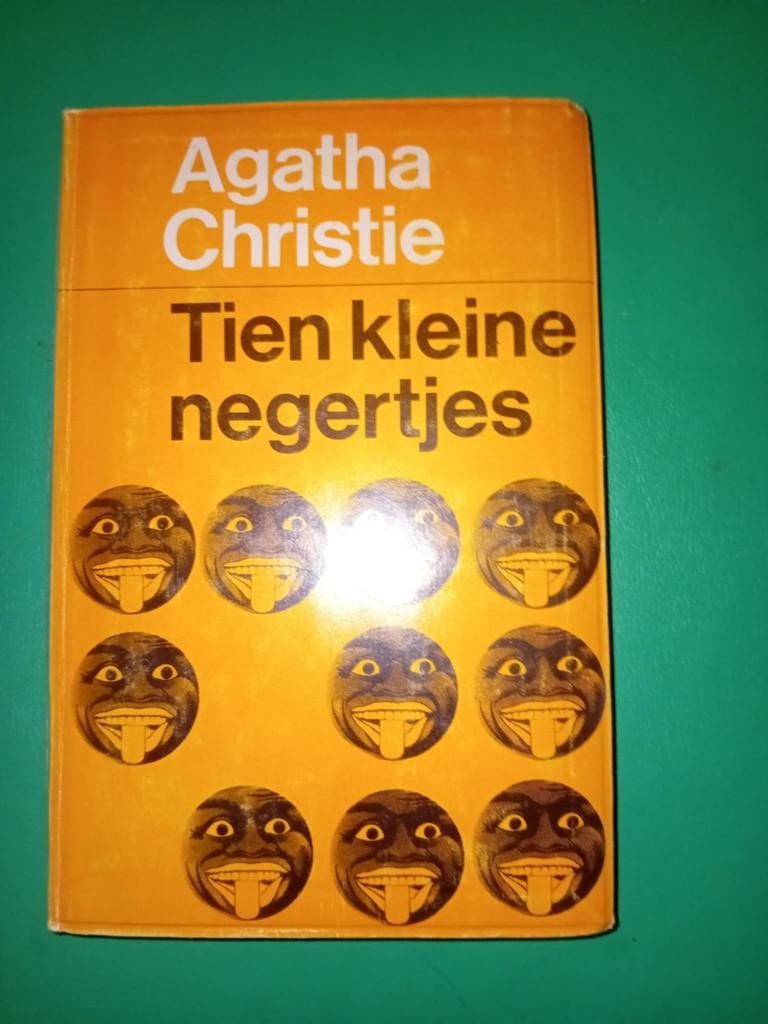 Agatha
Christie
Tien kleine
negertjes